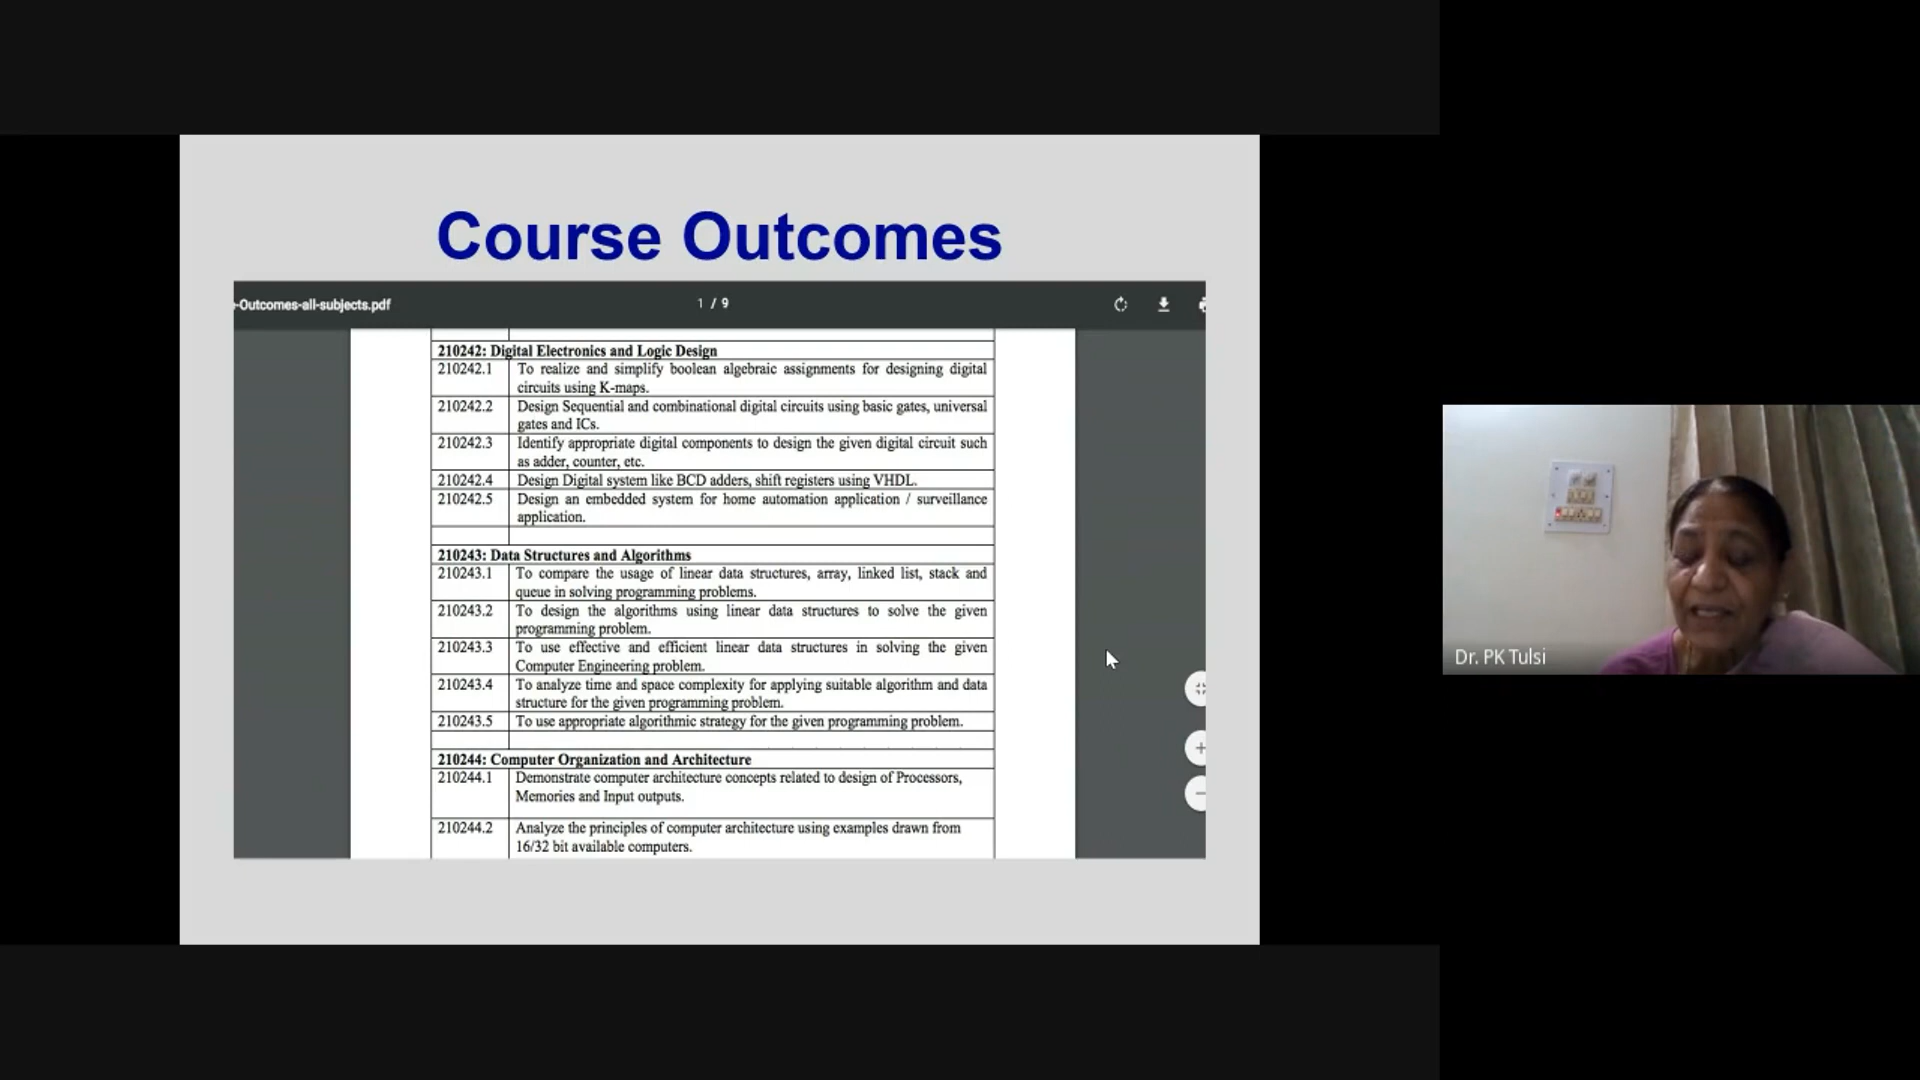 Course Outcomes
-Outcomes-all-subjects.pdf
1 / 9
210242: Digital Electronics and Logic Design
210242.1 To realize and simplify boolean algebraic assignments for designing digital
circuits using K-maps.
210242.2 Design Sequential and combinational digital circuits using basic gates, universal
gates and ICs.
210242.3 Identify appropriate digital components to design the given digital circuit such
as adder, counter, etc.
210242.4 Design Digital system like BCD adders, shift registers using VHDL.
210242.5 Design an embedded system for home automation application / surveillance
application.
210243: Data Structures and Algorithms
210243.1 To compare the usage of linear data structures, array, linked list, stack and
queue in solving programming problems.
210243.2 To design the algorithms using linear data structures to solve the given
programming problem.
210243.3 To use effective and efficient linear data structures in solving the given
Computer Engineering problem.
210243.4 To analyze time and space complexity for applying suitable algorithm and data
structure for the given programming problem.
210243.5 To use appropriate algorithmic strategy for the given programming problem.
210244: Computer Organization and Architecture
210244.1 Demonstrate computer architecture concepts related to design of Processors,
Memories and Input outputs.
210244.2 Analyze the principles of computer architecture using examples drawn from
16/32 bit available computers.
Dr. PK Tulsi